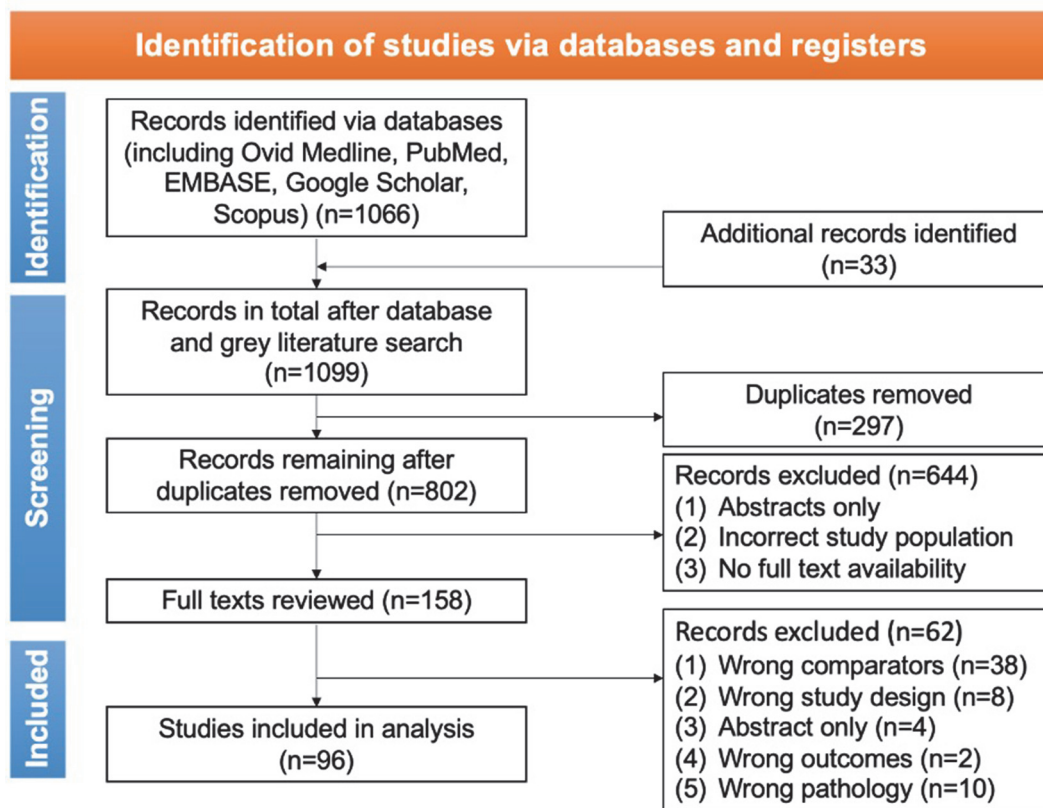 Identification of studies via databases and registers
Identification
Records identified via databases
(including Ovid Medline, PubMed,
EMBASE, Google Scholar,
Scopus) (n=1066)
Additional records identified
(n=33)
Screening
Records in total after database
and grey literature search
(n=1099)
Duplicates removed
(n=297)
Records remaining after
duplicates removed (n=802)
Records excluded (n=644)
(1) Abstracts only
(2) Incorrect study population
(3) No full text availability
Full texts reviewed (n=158)
Included
Records excluded (n=62)
(1) Wrong comparators (n=38)
(2) Wrong study design (n=8)
(3) Abstract only (n=4)
(4) Wrong outcomes (n=2)
(5) Wrong pathology (n=10)
Studies included in analysis
(n=96)